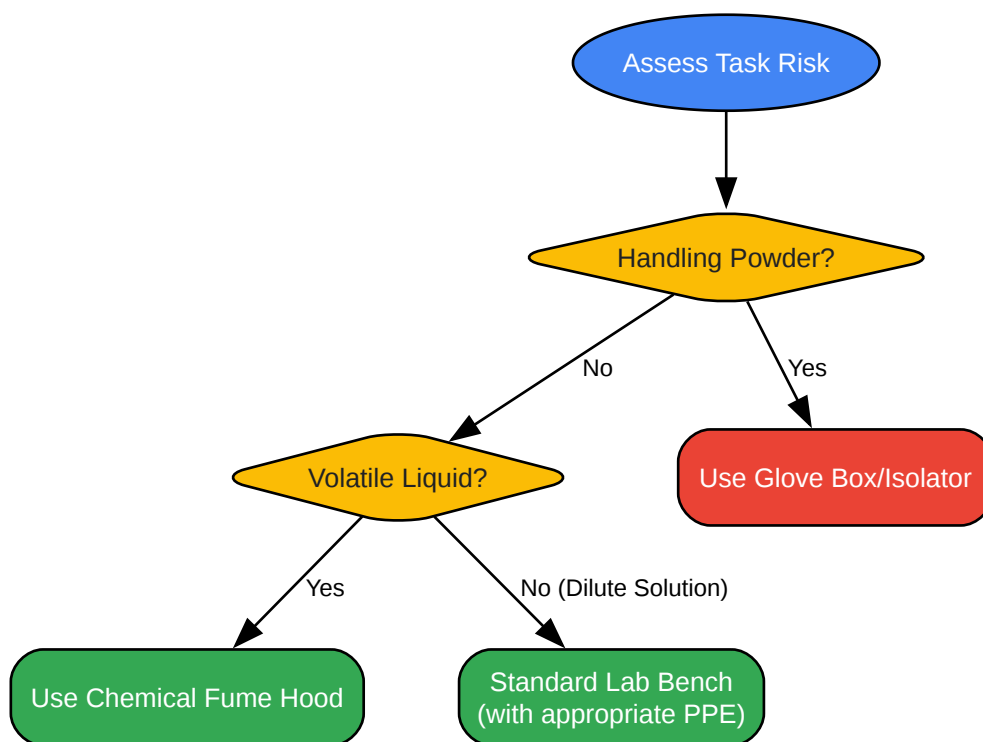 Assess Task Risk
Handling Powder?
No
Yes
Volatile Liquid?
Use Glove Box/Isolator
Yes
No (Dilute Solution)
Use Chemical Fume Hood
Standard Lab Bench
(with appropriate PPE)